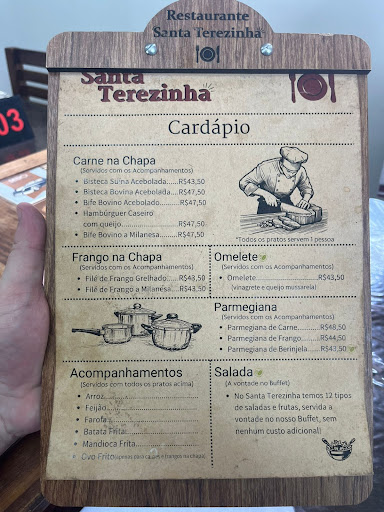 Restaurante
Santa Terezinha
Santa
Terezinha
03
Cardápio
Carne na Chapa
(Servidos com os Acompanhamentos)
• Bisteca Suína Acebolada.....R$43,50
• Bisteca Bovina Acebolada....R$47,50
• Bife Bovino Acebolado........R$47,50
• Hambúrguer Caseiro
com queijo........................R$47,50
• Bife Bovino a Milanesa.....R$47,50
*Todos os pratos servem 1 pessoa
Frango na Chapa
(Servidos com os Acompanhamentos)
• Filé de Frango Grelhado.....R$43,50
• Filé de Frango a Milanesa....R$43,50
Omelete
(Servidos com os Acompanhamentos)
• Omelete........................R$43,50
(vinagrete e queijo mussarela)
Parmegiana
(Servidos com os Acompanhamentos)
• Parmegiana de Carne........R$48,50
• Parmegiana de Frango.......R$44,50
• Parmegiana de Berinjela....R$43,50
Acompanhamentos
(Servidos com todos os pratos acima)
• Arroz
• Feijão
• Farofa
• Batata Frita
• Mandioca Frita
• Ovo Frito
Salada
(A vontade no buffet)
• No Santa Terezinha temos 12 tipos
de saladas e frutas, servida a
vontade no nosso Buffet, sem
nenhum custo adicional!